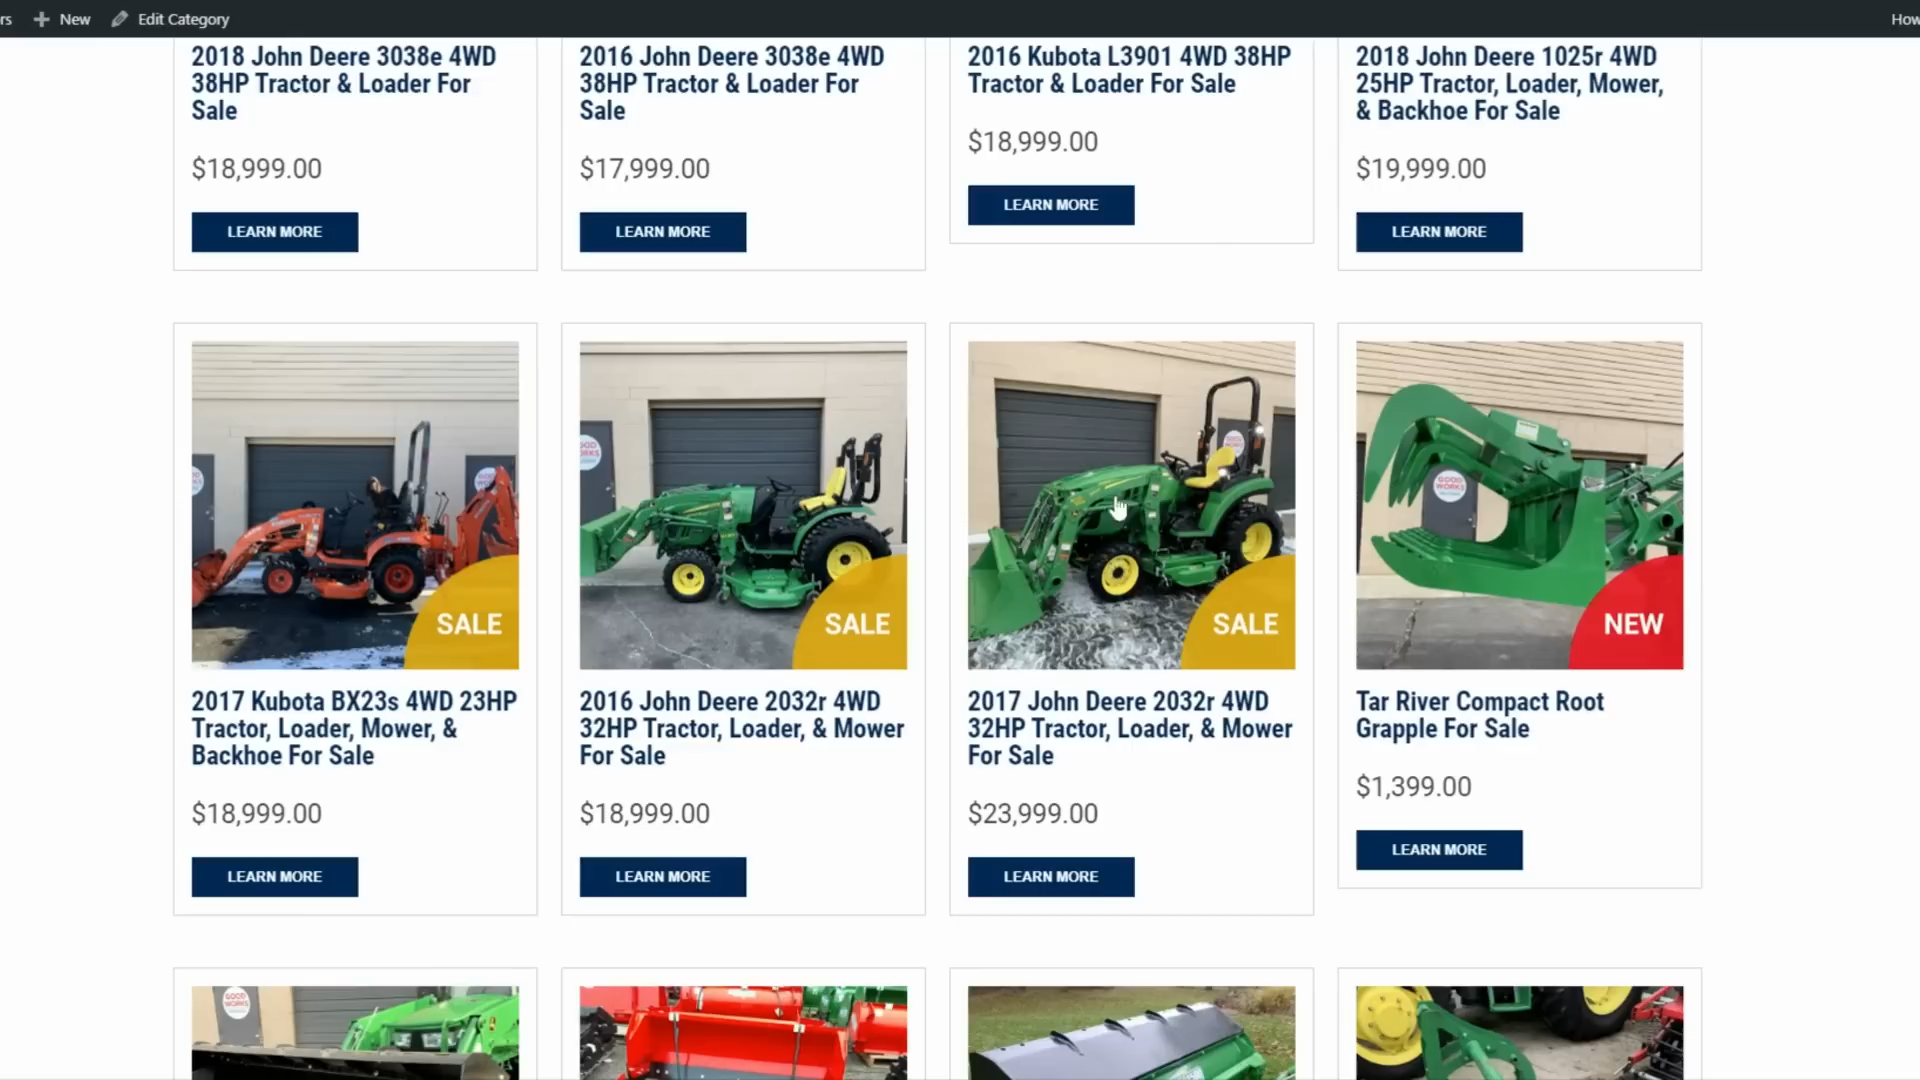 rs + New Edit Category How
2018 John Deere 3038e 4WD
38HP Tractor & Loader For
Sale
$18,999.00
LEARN MORE
2016 John Deere 3038e 4WD
38HP Tractor & Loader For
Sale
$17,999.00
LEARN MORE
2016 Kubota L3901 4WD 38HP
Tractor & Loader For Sale
$18,999.00
LEARN MORE
2018 John Deere 1025r 4WD
25HP Tractor, Loader, Mower,
& Backhoe For Sale
$19,999.00
LEARN MORE
SALE
2017 Kubota BX23s 4WD 23HP
Tractor, Loader, Mower, &
Backhoe For Sale
$18,999.00
LEARN MORE
SALE
2016 John Deere 2032r 4WD
32HP Tractor, Loader, & Mower
For Sale
$18,999.00
LEARN MORE
SALE
2017 John Deere 2032r 4WD
32HP Tractor, Loader, & Mower
For Sale
$23,999.00
LEARN MORE
GOOD
WORKS
NEW
Tar River Compact Root
Grapple For Sale
$1,399.00
LEARN MORE
GOOD
WORKS